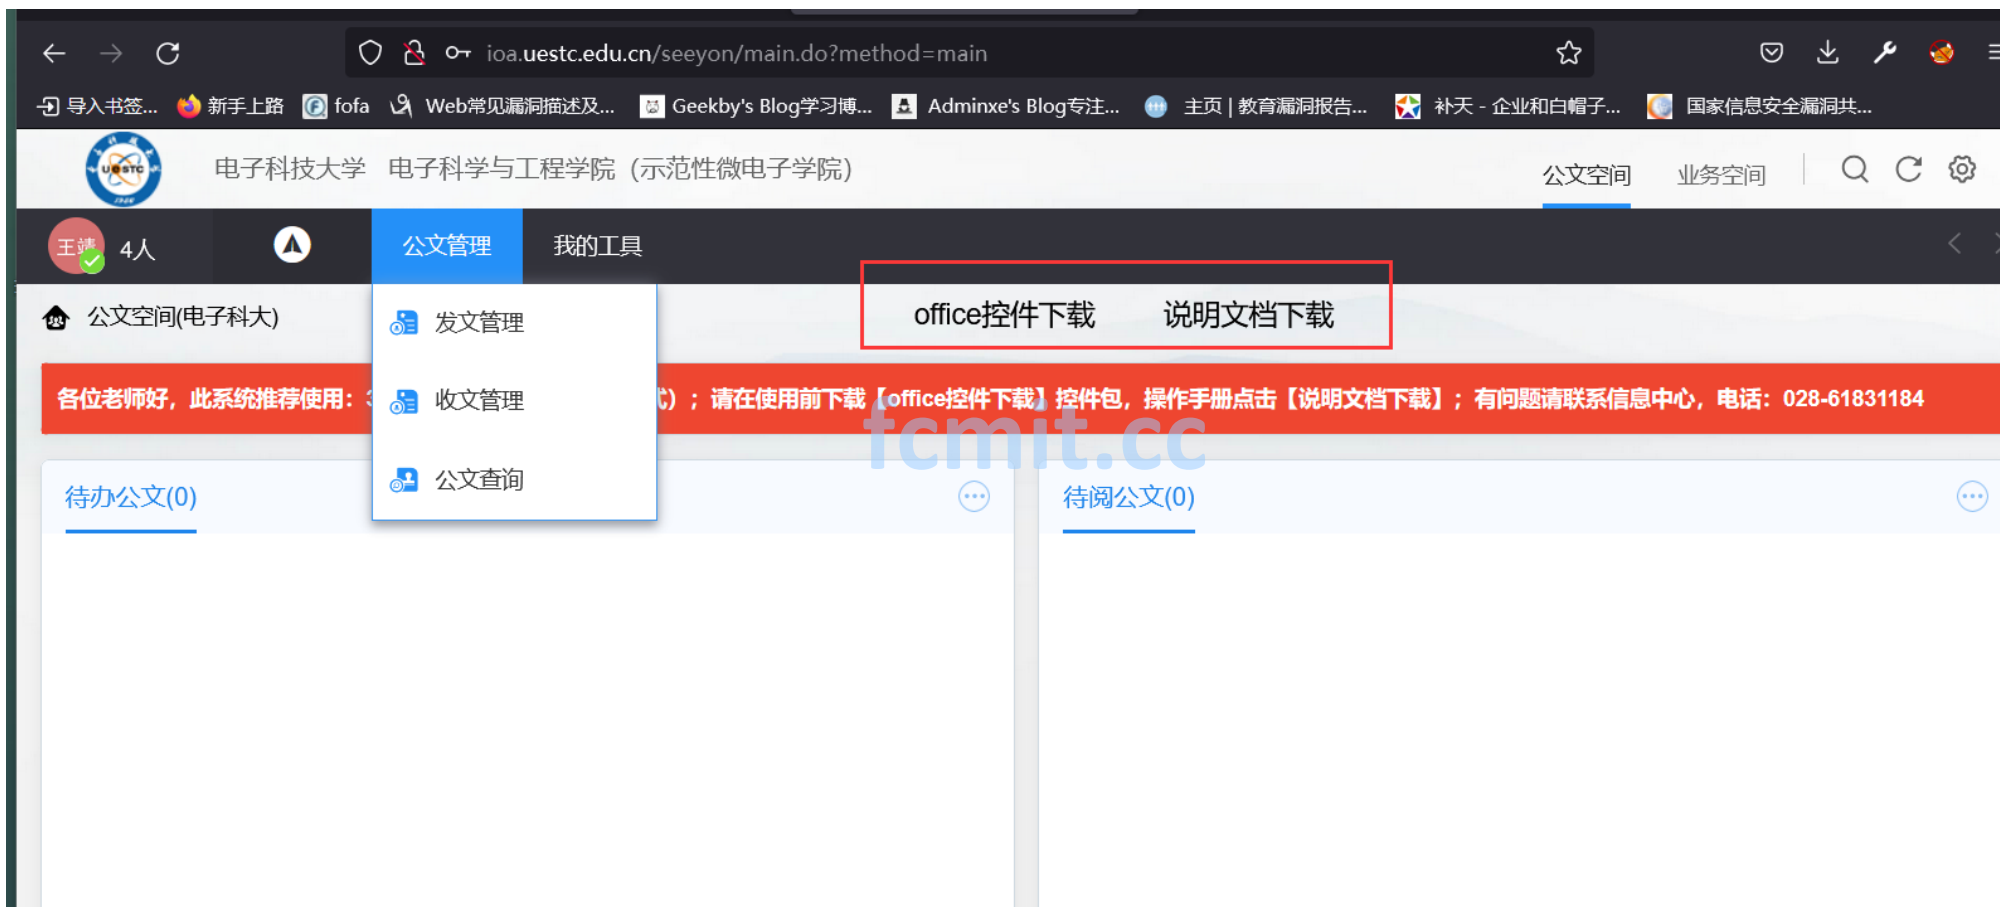 ioa.uestc.edu.cn/seeyon/main.do?method=main
导入书签... 新手上路 fofa Web常见漏洞描述及... Geekby's Blog学习博... Adminxe's Blog专注... 主页 | 教育漏洞报告... 补天 - 企业和白帽子... 国家信息安全漏洞共...
UESTC 电子科技大学 电子科学与工程学院（示范性微电子学院） 公文空间 业务空间
王靖 4人 公文管理 我的工具
公文空间(电子科大) 发文管理 office控件下载 说明文档下载
各位老师好，此系统推荐使用： 收文管理 式）；请在使用前下载【office控件下载】控件包，操作手册点击【说明文档下载】；有问题请联系信息中心，电话：028-61831184
fcmit.cc
待办公文(0) 公文查询 待阅公文(0)